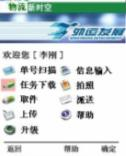 物流新时空
外运发展
欢迎您 [李刚]
单号扫描 信息输入
任务下载 拍照
取件 派送
上传 帮助
升级
返回 帮助 确定